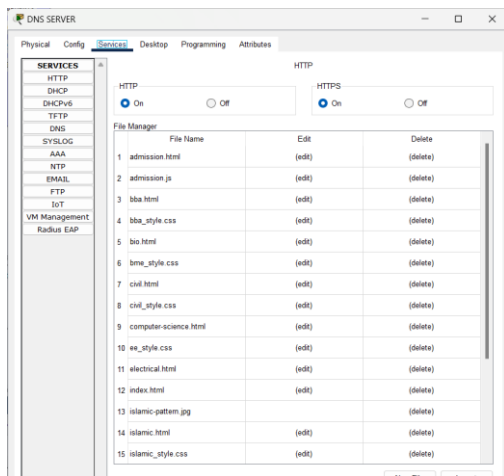 DNS SERVER
Physical Config Services Desktop Programming Attributes
SERVICES
HTTP
DHCP
DHCPv6
TFTP
DNS
SYSLOG
AAA
NTP
EMAIL
FTP
IoT
VM Management
Radius EAP
HTTP
HTTP
On Off
HTTPS
On Off
File Manager
File Name Edit Delete
1 admission.html (edit) (delete)
2 admission.js (edit) (delete)
3 bba.html (edit) (delete)
4 bba_style.css (edit) (delete)
5 bio.html (edit) (delete)
6 bme_style.css (edit) (delete)
7 civil.html (edit) (delete)
8 civil_style.css (edit) (delete)
9 computer-science.html (edit) (delete)
10 ee_style.css (edit) (delete)
11 electrical.html (edit) (delete)
12 index.html (edit) (delete)
13 islamic-pattern.jpg (delete)
14 islamic.html (edit) (delete)
15 islamic_style.css (edit) (delete)